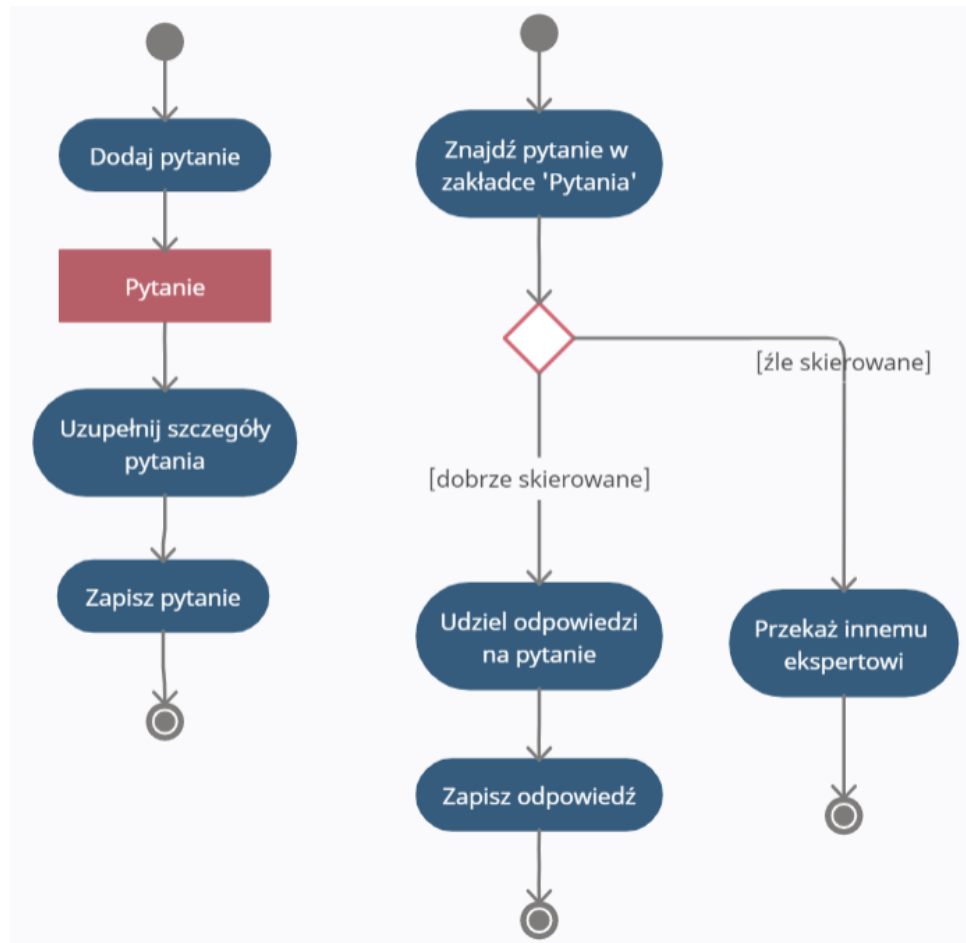 Dodaj pytanie
Pytanie
Uzupełnij szczegóły
pytania
Zapisz pytanie
Znajdź pytanie w
zakładce 'Pytania'
[źle skierowane]
[dobrze skierowane]
Udziel odpowiedzi
na pytanie
Przekaż innemu
ekspertowi
Zapisz odpowiedź